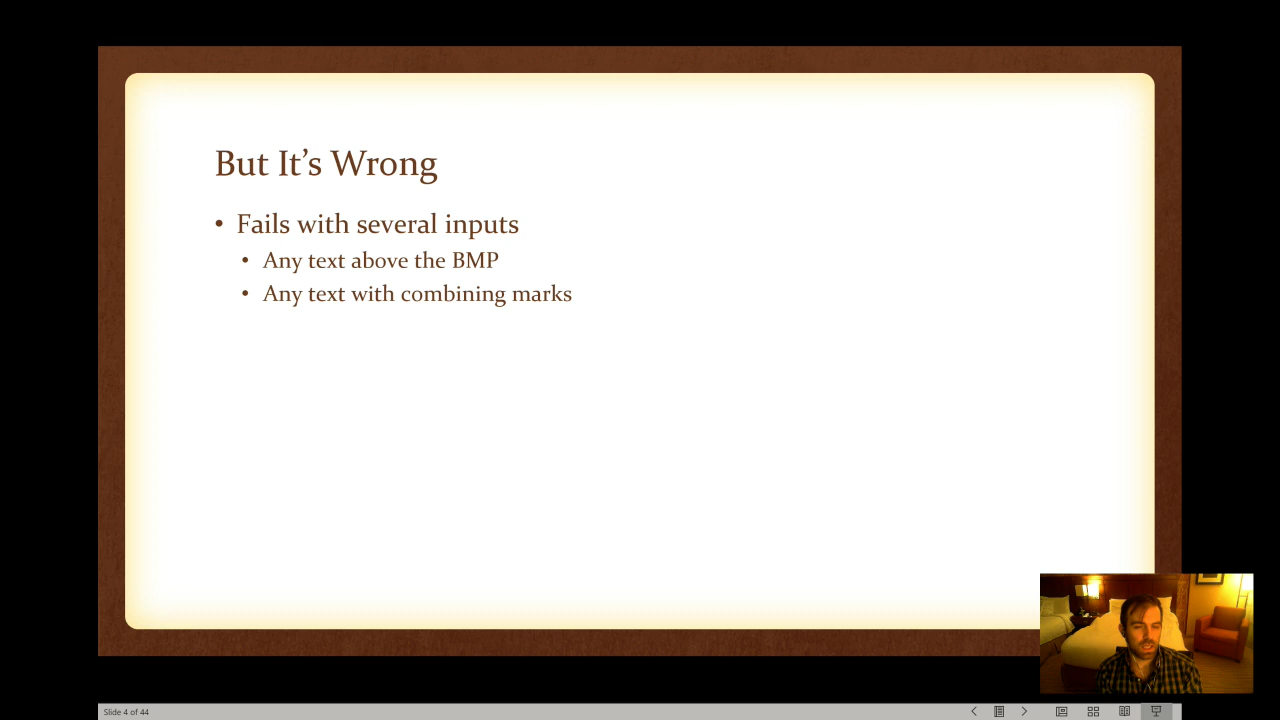 But It’s Wrong
• Fails with several inputs
• Any text above the BMP
• Any text with combining marks
Slide 4 of 44